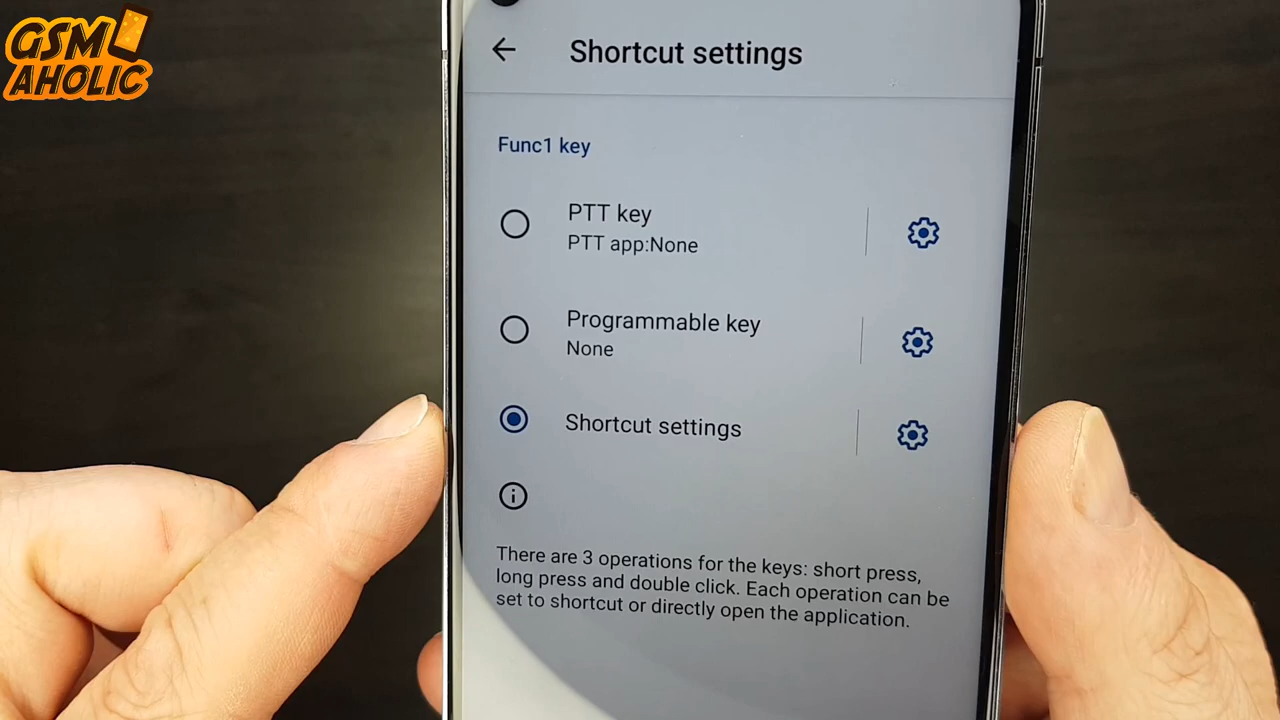 GSM
AHOLIC
Shortcut settings
Func1 key
PTT key
PTT app:None
Programmable key
None
Shortcut settings
There are 3 operations for the keys: short press,
long press and double click. Each operation can be
set to shortcut or directly open the application.